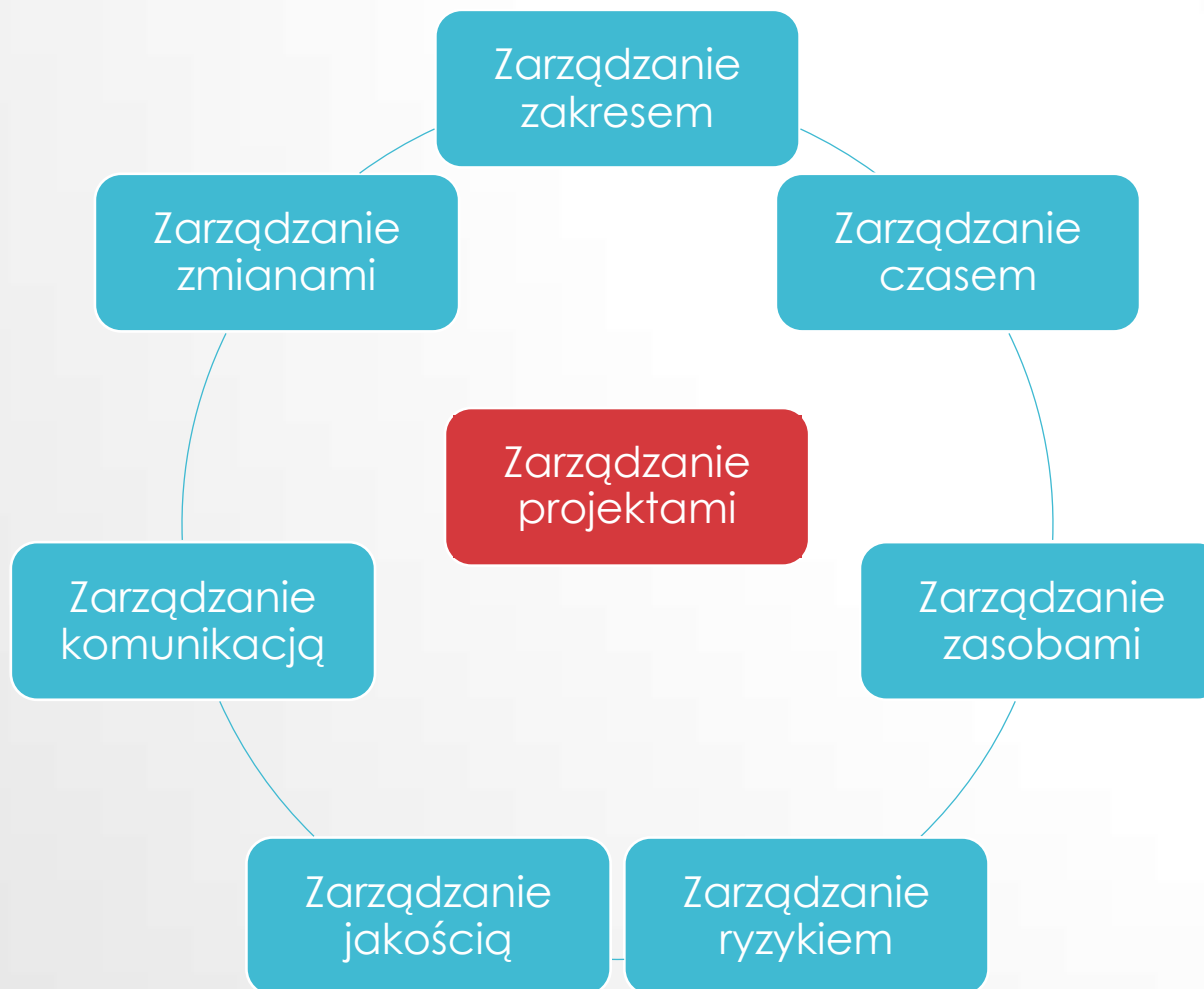 Zarządzanie
zakresem
Zarządzanie
zmianami
Zarządzanie
czasem
Zarządzanie
projektami
Zarządzanie
komunikacją
Zarządzanie
zasobami
Zarządzanie
jakością
Zarządzanie
ryzykiem